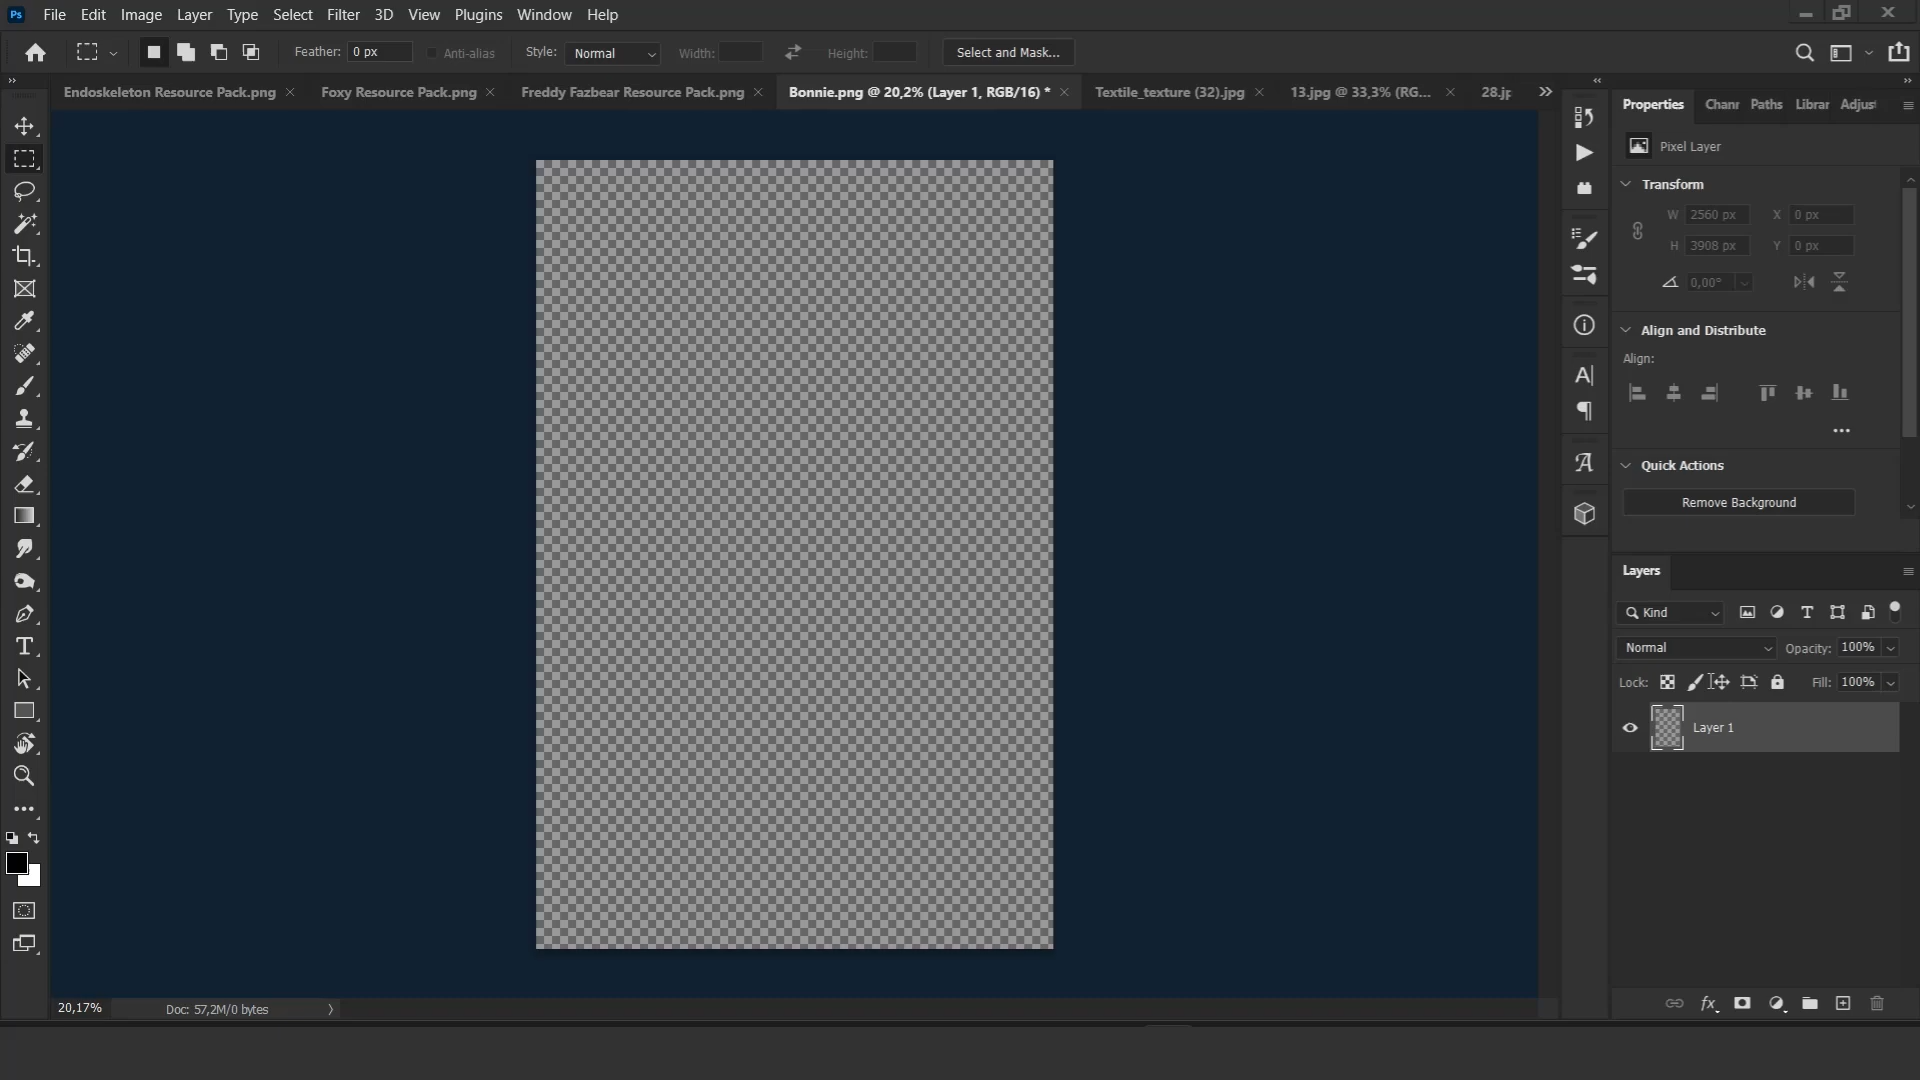 Ps File Edit Image Layer Type Select Filter 3D View Plugins Window Help
Feather: 0 px Anti-alias Style: Normal Width: Height: Select and Mask...
Endoskeleton Resource Pack.png Foxy Resource Pack.png Freddy Fazbear Resource Pack.png Bonnie.png @ 20,2% (Layer 1, RGB/16) * Textile_texture (32).jpg 13.jpg @ 33,3% (RG... 28.jp
Properties Chann Paths Librar Adjust
Pixel Layer
Transform
W 2560 px X 0 px
H 3908 px Y 0 px
0,00°
Align and Distribute
Align:
Quick Actions
Remove Background
Layers
Kind
Normal Opacity: 100%
Lock: Fill: 100%
Layer 1
20,17% Doc: 57,2M/0 bytes
fx